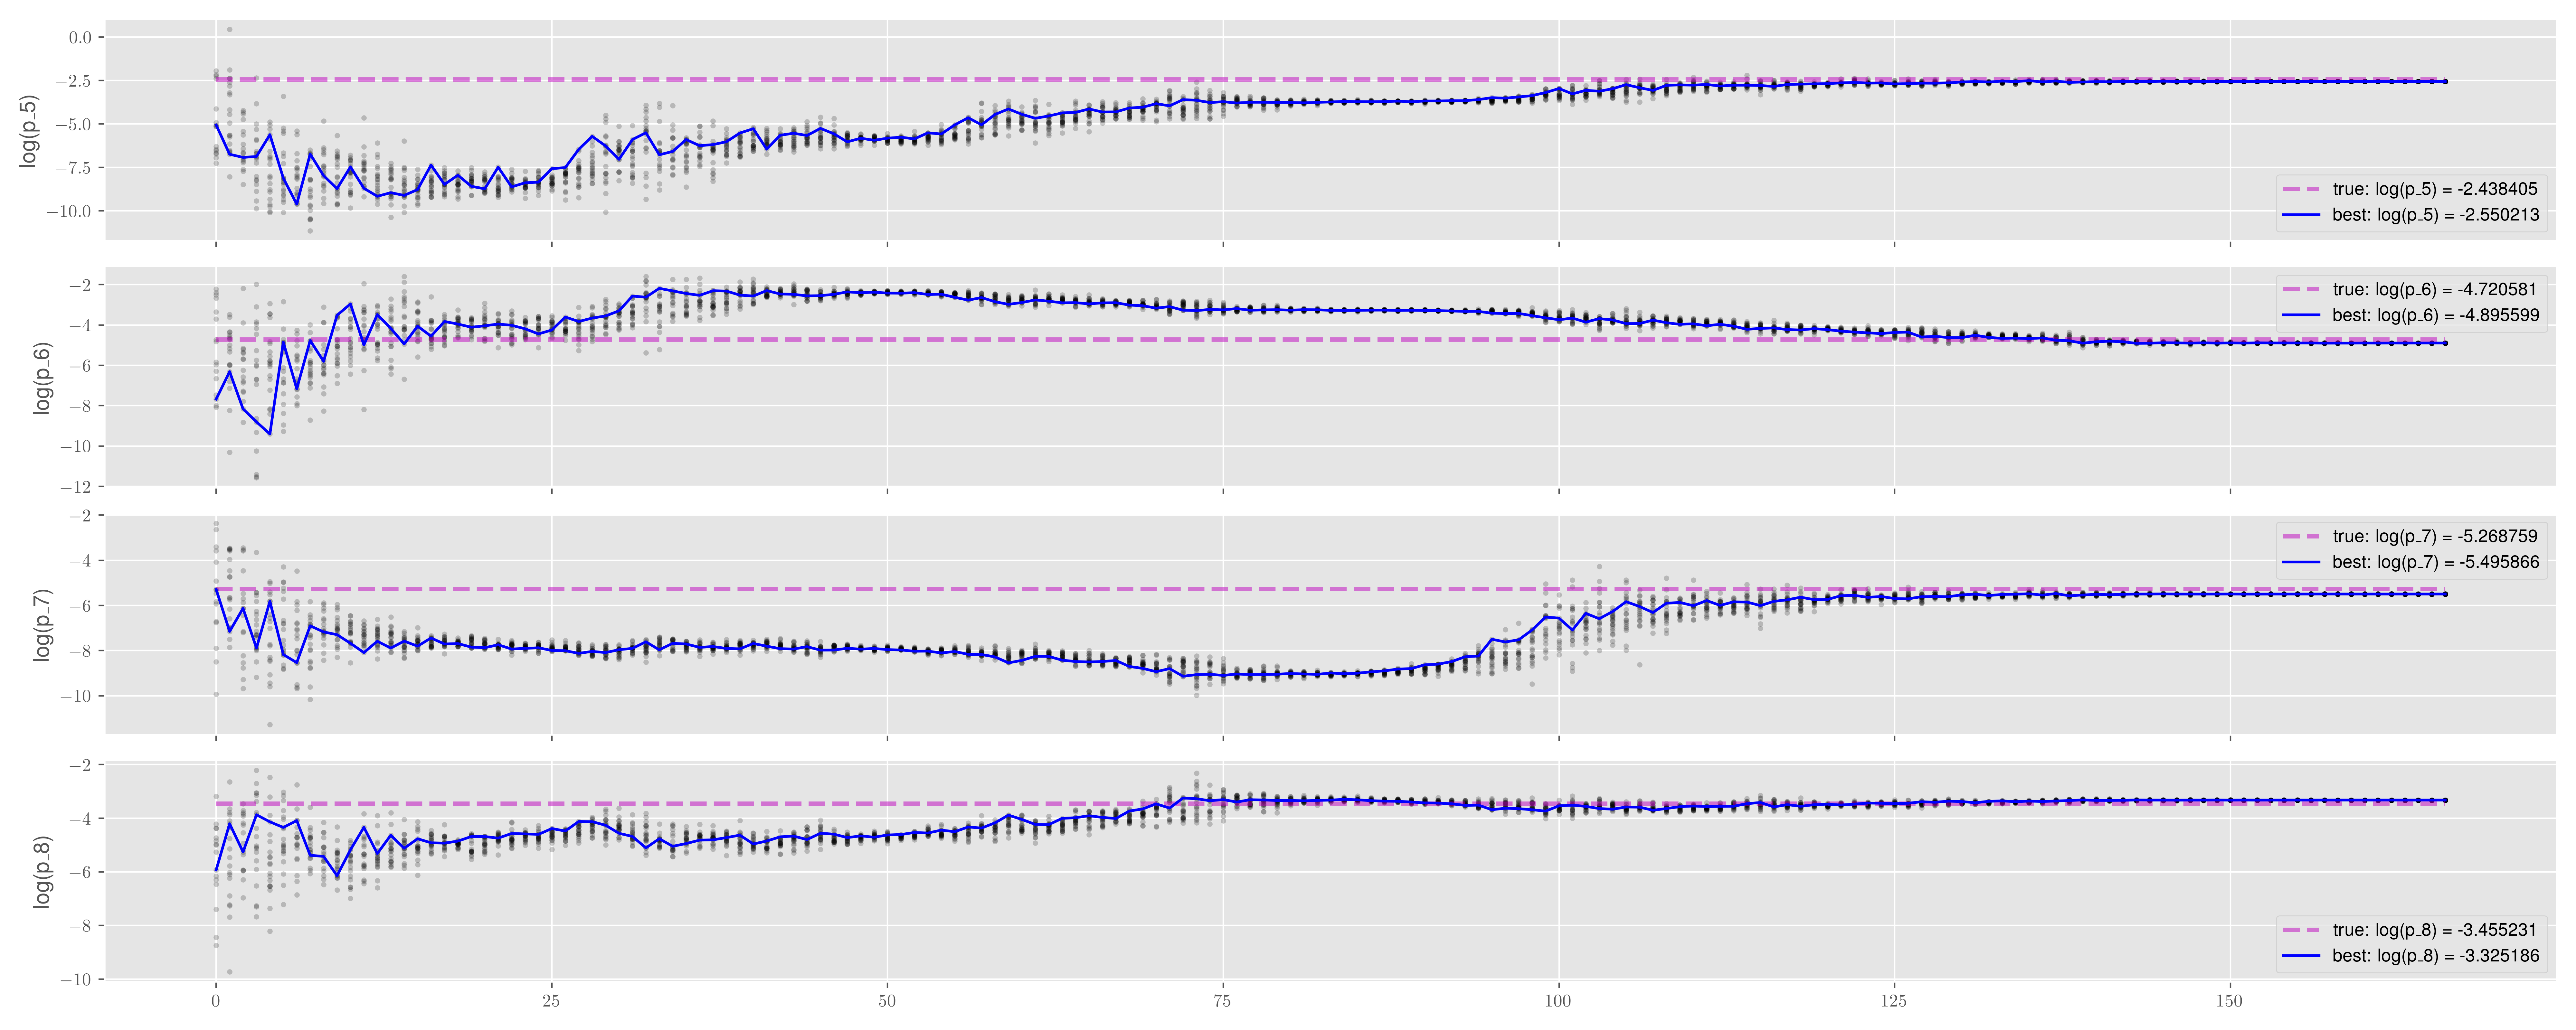 0.0
−2.5
−5.0
−7.5
−10.0
log(p_5)
true: log(p_5) = -2.438405
best: log(p_5) = -2.550213
−2
−4
−6
−8
−10
−12
log(p_6)
true: log(p_6) = -4.720581
best: log(p_6) = -4.895599
−2
−4
−6
−8
−10
log(p_7)
true: log(p_7) = -5.268759
best: log(p_7) = -5.495866
−2
−4
−6
−8
−10
log(p_8)
true: log(p_8) = -3.455231
best: log(p_8) = -3.325186
0 25 50 75 100 125 150